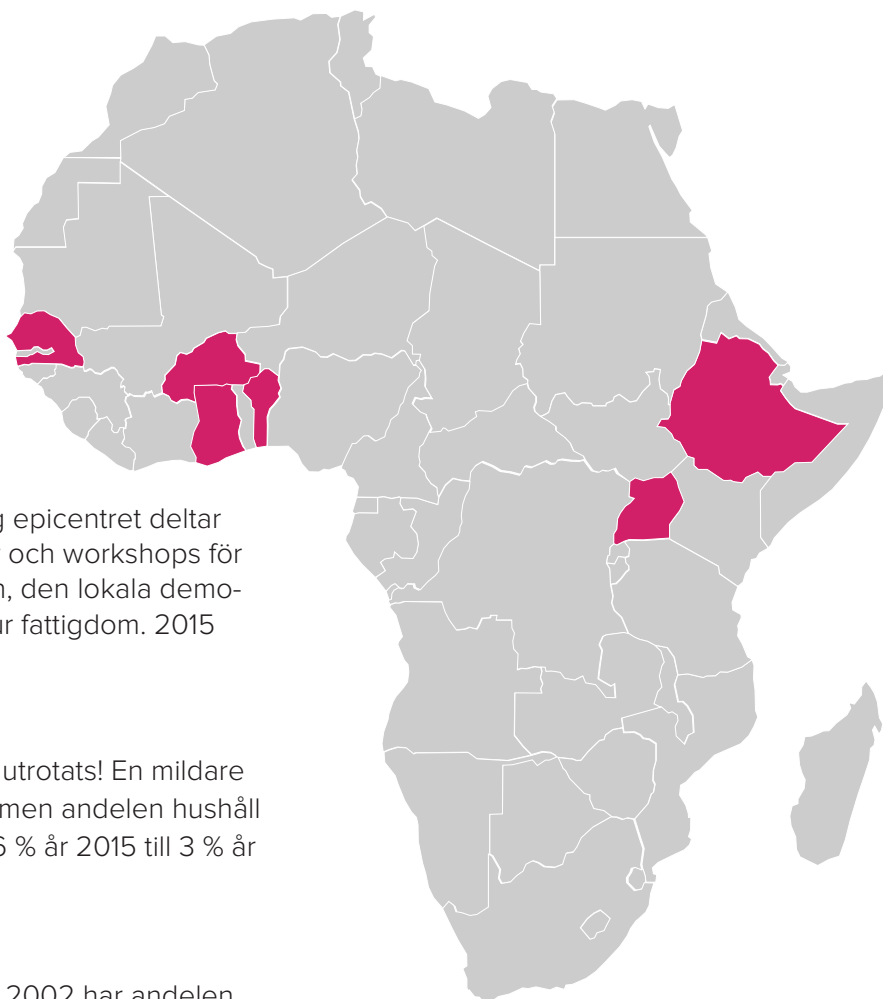 epicentret deltar
och workshops för
, den lokala demo-
ur fattigdom. 2015
utrotats! En mildare
men andelen hushåll
% år 2015 till 3 % år
2002 har andelen